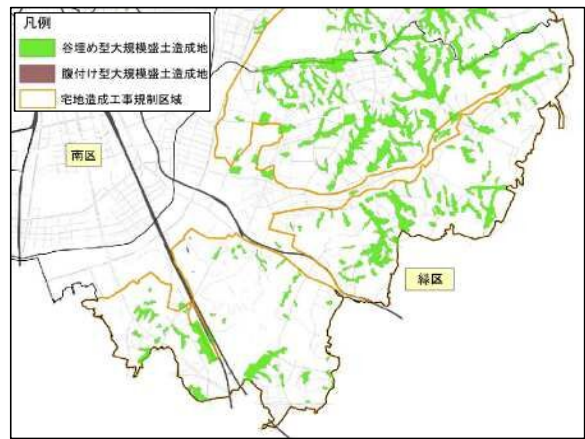 凡例
谷埋め型大規模盛土造成地
腹付け型大規模盛土造成地
宅地造成工事規制区域
南区
緑区